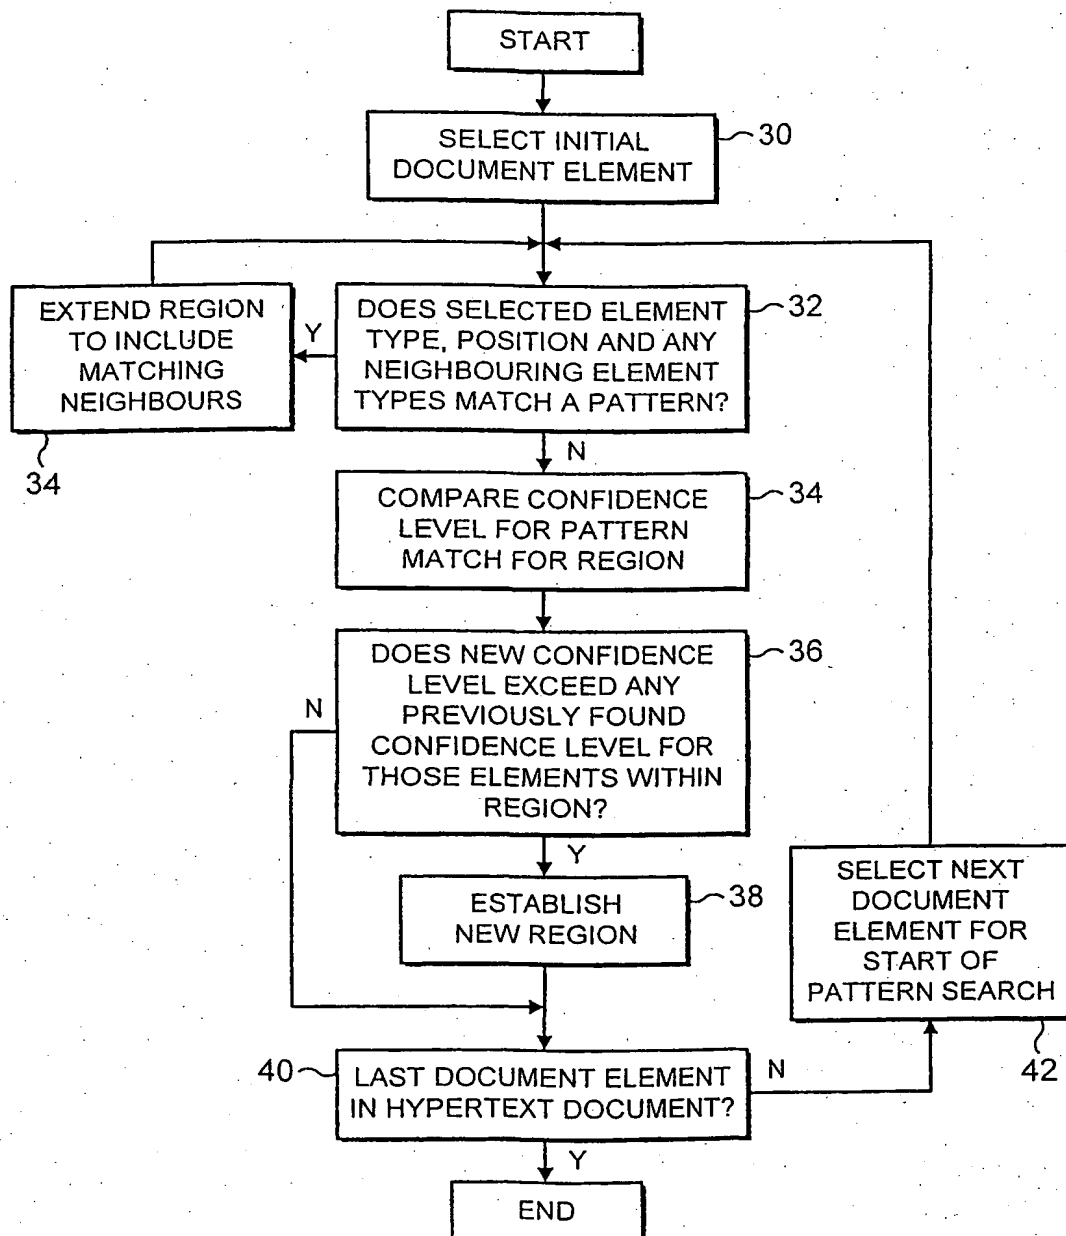 START
SELECT INITIAL
DOCUMENT ELEMENT
30
EXTEND REGION
TO INCLUDE
MATCHING
NEIGHBOURS
34
Y
DOES SELECTED ELEMENT
TYPE, POSITION AND ANY
NEIGHBOURING ELEMENT
TYPES MATCH A PATTERN?
32
N
COMPARE CONFIDENCE
LEVEL FOR PATTERN
MATCH FOR REGION
34
DOES NEW CONFIDENCE
LEVEL EXCEED ANY
PREVIOUSLY FOUND
CONFIDENCE LEVEL FOR
THOSE ELEMENTS WITHIN
REGION?
36
N
Y
ESTABLISH
NEW REGION
38
SELECT NEXT
DOCUMENT
ELEMENT FOR
START OF
PATTERN SEARCH
42
40
LAST DOCUMENT ELEMENT
IN HYPERTEXT DOCUMENT?
N
Y
END